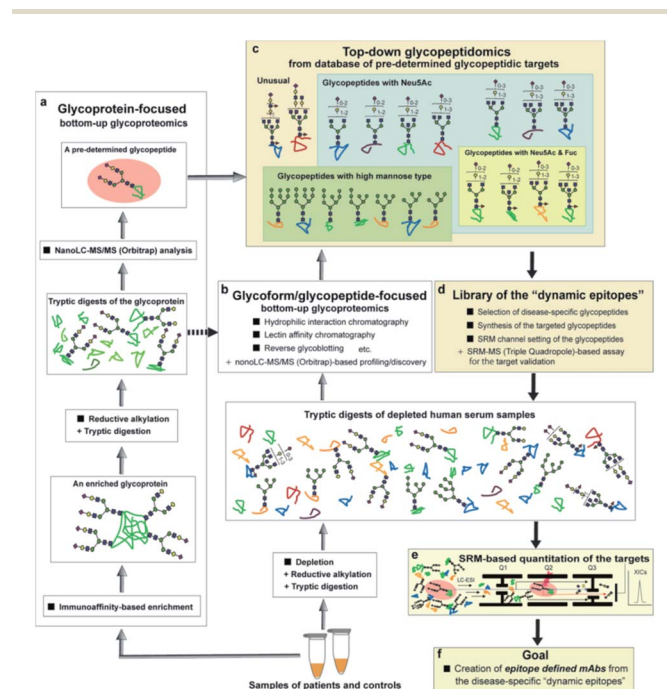 c
Top-down glycopeptidomics
from database of pre-determined glycopeptidic targets
Unusual
Glycopeptides with Neu5Ac
Glycopeptides with Neu5Ac & Fuc
Glycopeptides with high mannose type
a
Glycoprotein-focused
bottom-up glycoproteomics
A pre-determined glycopeptide
■ NanoLC-MS/MS (Orbitrap) analysis
Tryptic digests of the glycoprotein
■ Reductive alkylation
+ Tryptic digestion
An enriched glycoprotein
■ Immunoaffinity-based enrichment
b
Glycoform/glycopeptide-focused
bottom-up glycoproteomics
■ Hydrophilic interaction chromatography
■ Lectin affinity chromatography
■ Reverse glycoblotting etc.
+ nonoLC-MS/MS (Orbitrap)-based profiling/discovery
d
Library of the “dynamic epitopes”
■ Selection of disease-specific glycopeptides
■ Synthesis of the targeted glycopeptides
■ SRM channel setting of the glycopeptides
+ SRM-MS (Triple Quadropole)-based assay
for the target validation
Tryptic digests of depleted human serum samples
■ Depletion
+ Reductive alkylation
+ Tryptic digestion
Samples of patients and controls
e
SRM-based quantitation of the targets
Q1 Q2 Q3
XICs
LC-ESI
f
Goal
■ Creation of epitope defined mAbs from
the disease-specific “dynamic epitopes”